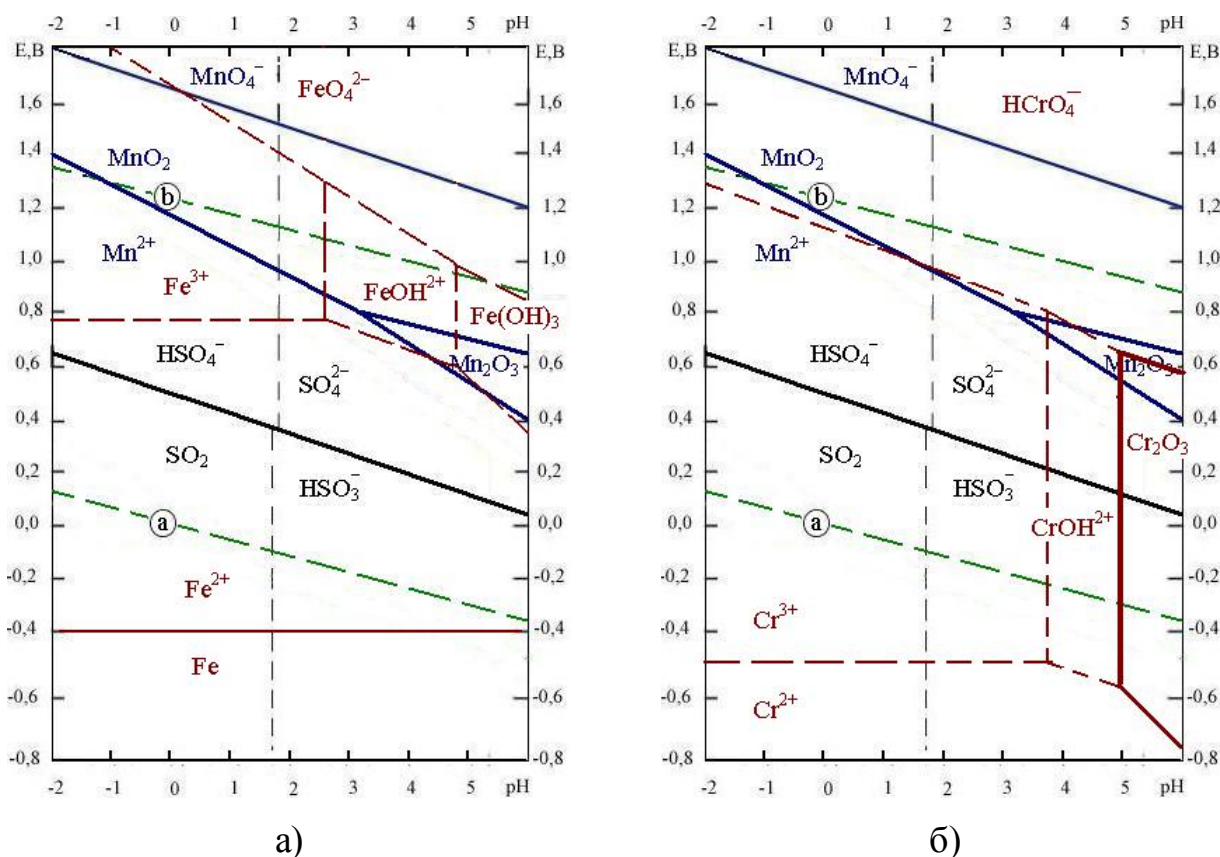 -2 -1 0 1 2 3 4 5 pH
E,В E,В
MnO₄⁻ FeO₄²⁻
1,6 1,6
1,4 1,4
MnO₂
b
1,2 1,2
Mn²⁺
1,0 1,0
Fe³⁺ FeOH²⁺
Fe(OH)₃
0,8 0,8
HSO₄⁻ SO₄²⁻ Mn₂O₃
0,6 0,6
0,4 0,4
SO₂ HSO₃⁻
0,2 0,2
0,0 a 0,0
-0,2 -0,2
Fe²⁺
-0,4 -0,4
Fe
-0,6 -0,6
-0,8 -0,8
-2 -1 0 1 2 3 4 5 pH
а)
-2 -1 0 1 2 3 4 5 pH
E,В E,В
MnO₄⁻ HCrO₄⁻
1,6 1,6
1,4 1,4
MnO₂
b
1,2 1,2
Mn²⁺
1,0 1,0
0,8 0,8
HSO₄⁻ SO₄²⁻ Mn₂O₃
0,6 0,6
0,4 0,4
Cr₂O₃
SO₂ HSO₃⁻
0,2 0,2
0,0 a CrOH²⁺ 0,0
-0,2 -0,2
Cr³⁺
-0,4 -0,4
-0,6 -0,6
Cr²⁺
-0,8 -0,8
-2 -1 0 1 2 3 4 5 pH
б)